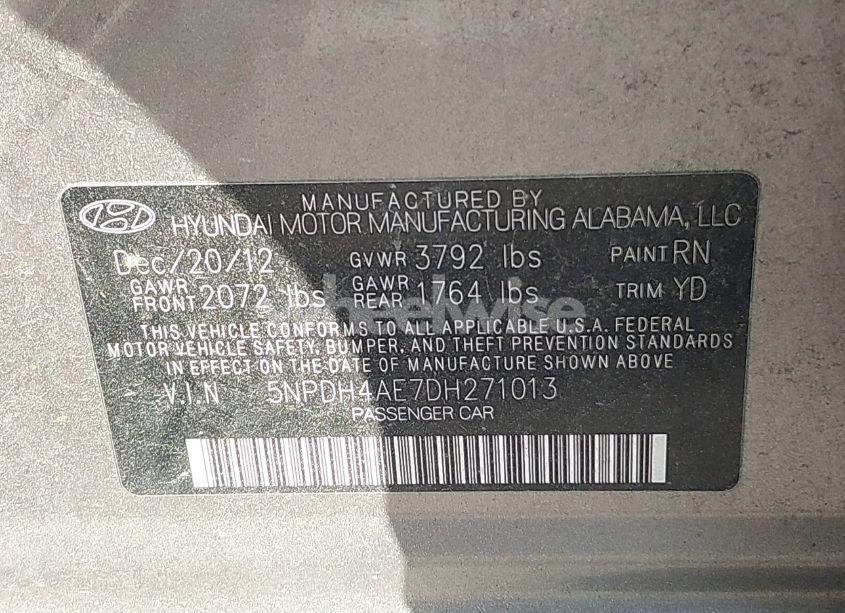 MANUFACTURED BY
HYUNDAI MOTOR MANUFACTURING ALABAMA, LLC
Dec/20/12 GVWR 3792 lbs PAINT RN
GAWR FRONT 2072 lbs GAWR REAR 1764 lbs TRIM YD
wheelwise
THIS VEHICLE CONFORMS TO ALL APPLICABLE U.S.A. FEDERAL
MOTOR VEHICLE SAFETY, BUMPER, AND THEFT PREVENTION STANDARDS
IN EFFECT ON THE DATE OF MANUFACTURE SHOWN ABOVE
V.I.N 5NPDH4AE7DH271013
PASSENGER CAR